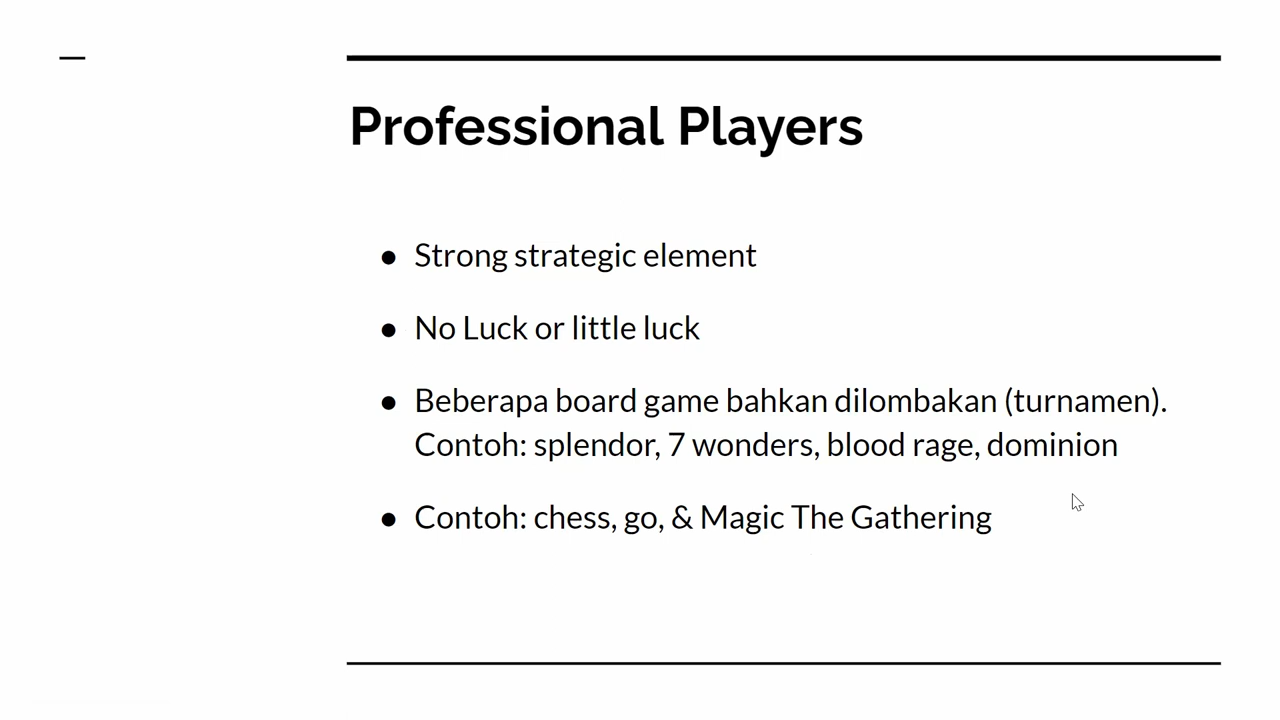 Professional Players
● Strong strategic element
● No Luck or little luck
● Beberapa board game bahkan dilombakan (turnamen).
Contoh: splendor, 7 wonders, blood rage, dominion
● Contoh: chess, go, & Magic The Gathering